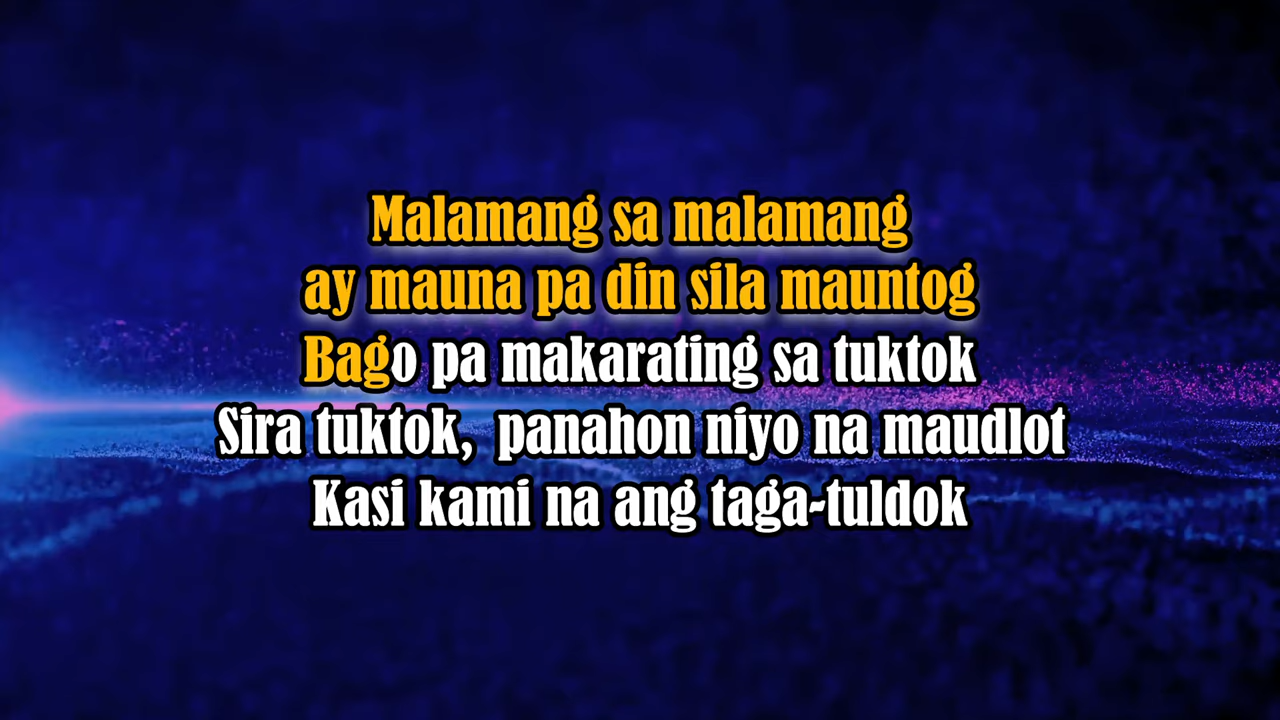 Malamang sa malamang
ay mauna pa din sila mauntog
Bago pa makarating sa tuktok
Sira tuktok, panahon niyo na maudlot
Kasi kami na ang taga-tuldok